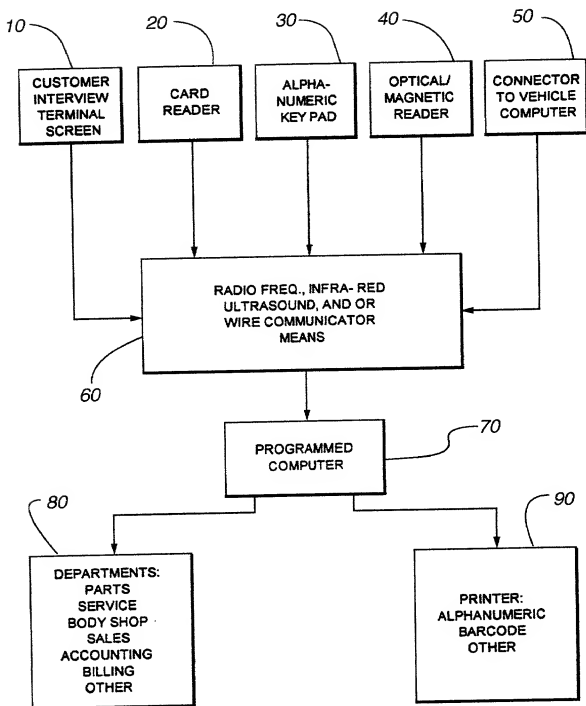 10
20
30
40
50
CUSTOMER
INTERVIEW
TERMINAL
SCREEN
CARD
READER
ALPHA-
NUMERIC
KEY PAD
OPTICAL/
MAGNETIC
READER
CONNECTOR
TO VEHICLE
COMPUTER
RADIO FREQ., INFRA- RED
ULTRASOUND, AND OR
WIRE COMMUNICATOR
MEANS
60
PROGRAMMED
COMPUTER
70
80
DEPARTMENTS:
PARTS
SERVICE
BODY SHOP
SALES
ACCOUNTING
BILLING
OTHER
90
PRINTER:
ALPHANUMERIC
BARCODE
OTHER